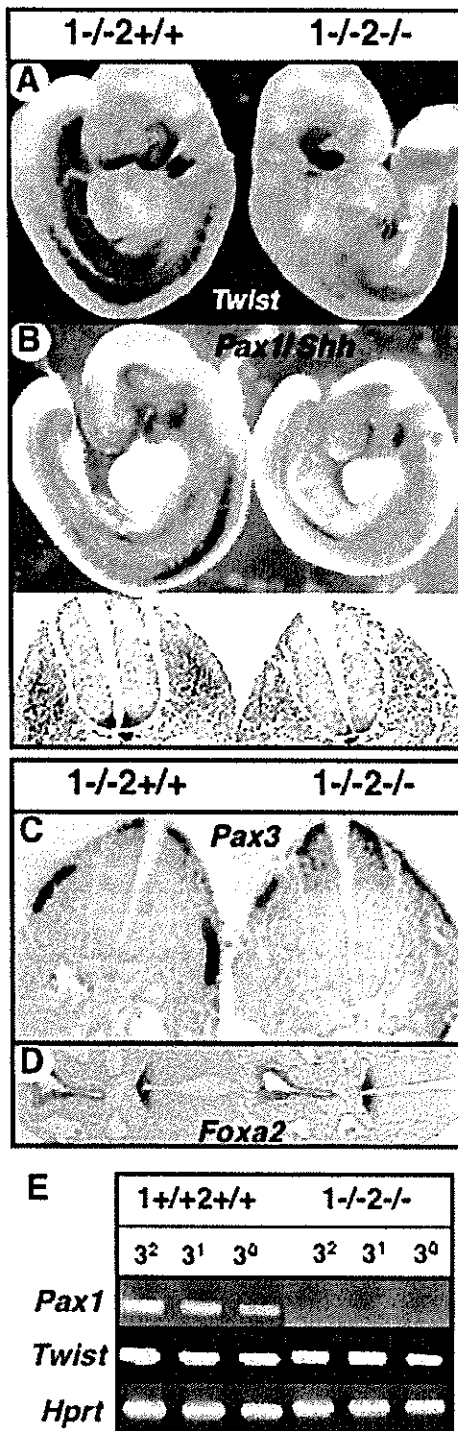 1-/-2+/+ 1-/-2-/-
A
Twist
B Pax1/Shh
1-/-2+/+ 1-/-2-/-
C Pax3
D
Foxa2
E 1+/+2+/+ 1-/-2-/-
3² 3¹ 3⁰ 3² 3¹ 3⁰
Pax1
Twist
Hprt